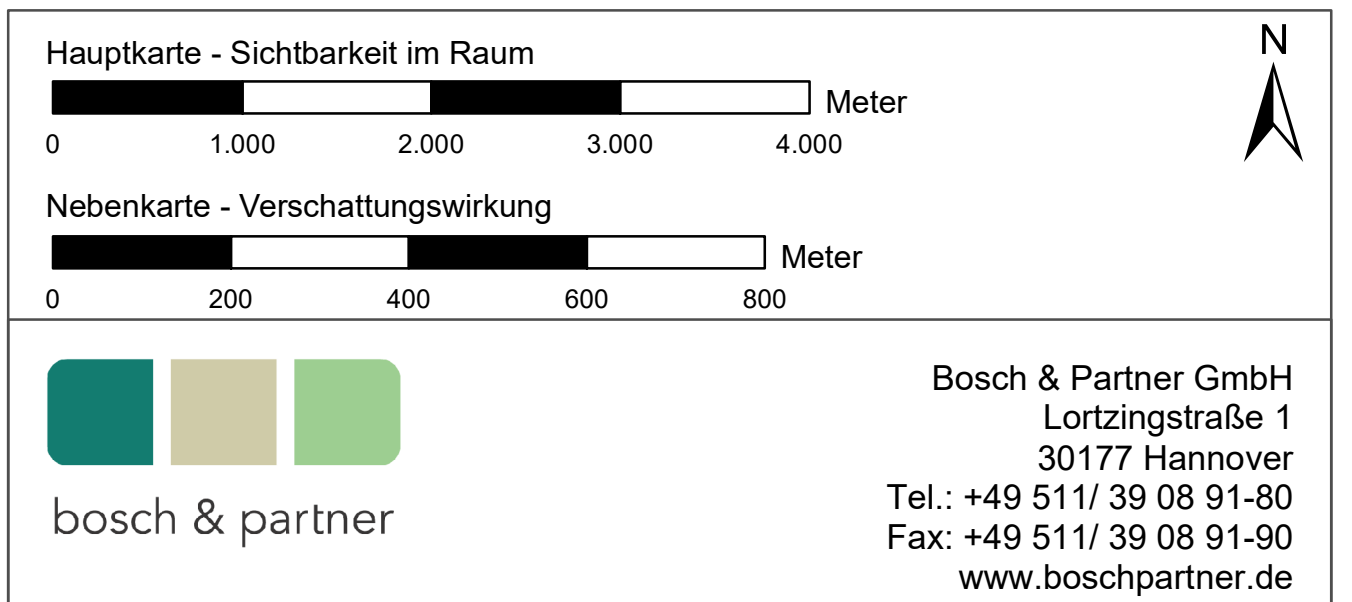 Hauptkarte - Sichtbarkeit im Raum
N
Meter
0 1.000 2.000 3.000 4.000
Nebenkarte - Verschattungswirkung
Meter
0 200 400 600 800
bosch & partner
Bosch & Partner GmbH
Lortzingstraße 1
30177 Hannover
Tel.: +49 511/ 39 08 91-80
Fax: +49 511/ 39 08 91-90
www.boschpartner.de